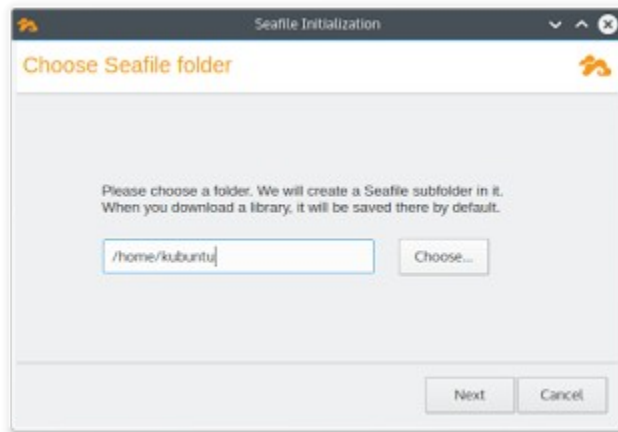 Seafile Initialization
Choose Seafile folder
Please choose a folder. We will create a Seafile subfolder in it.
When you download a library, it will be saved there by default.
/home/kubuntu
Choose...
Next
Cancel